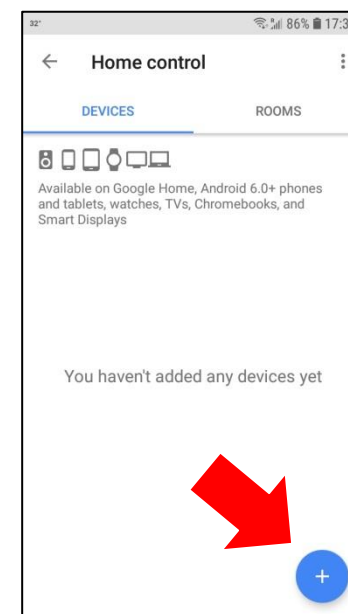 32° 86% 17:3
Home control
DEVICES ROOMS
Available on Google Home, Android 6.0+ phones
and tablets, watches, TVs, Chromebooks, and
Smart Displays
You haven't added any devices yet
+